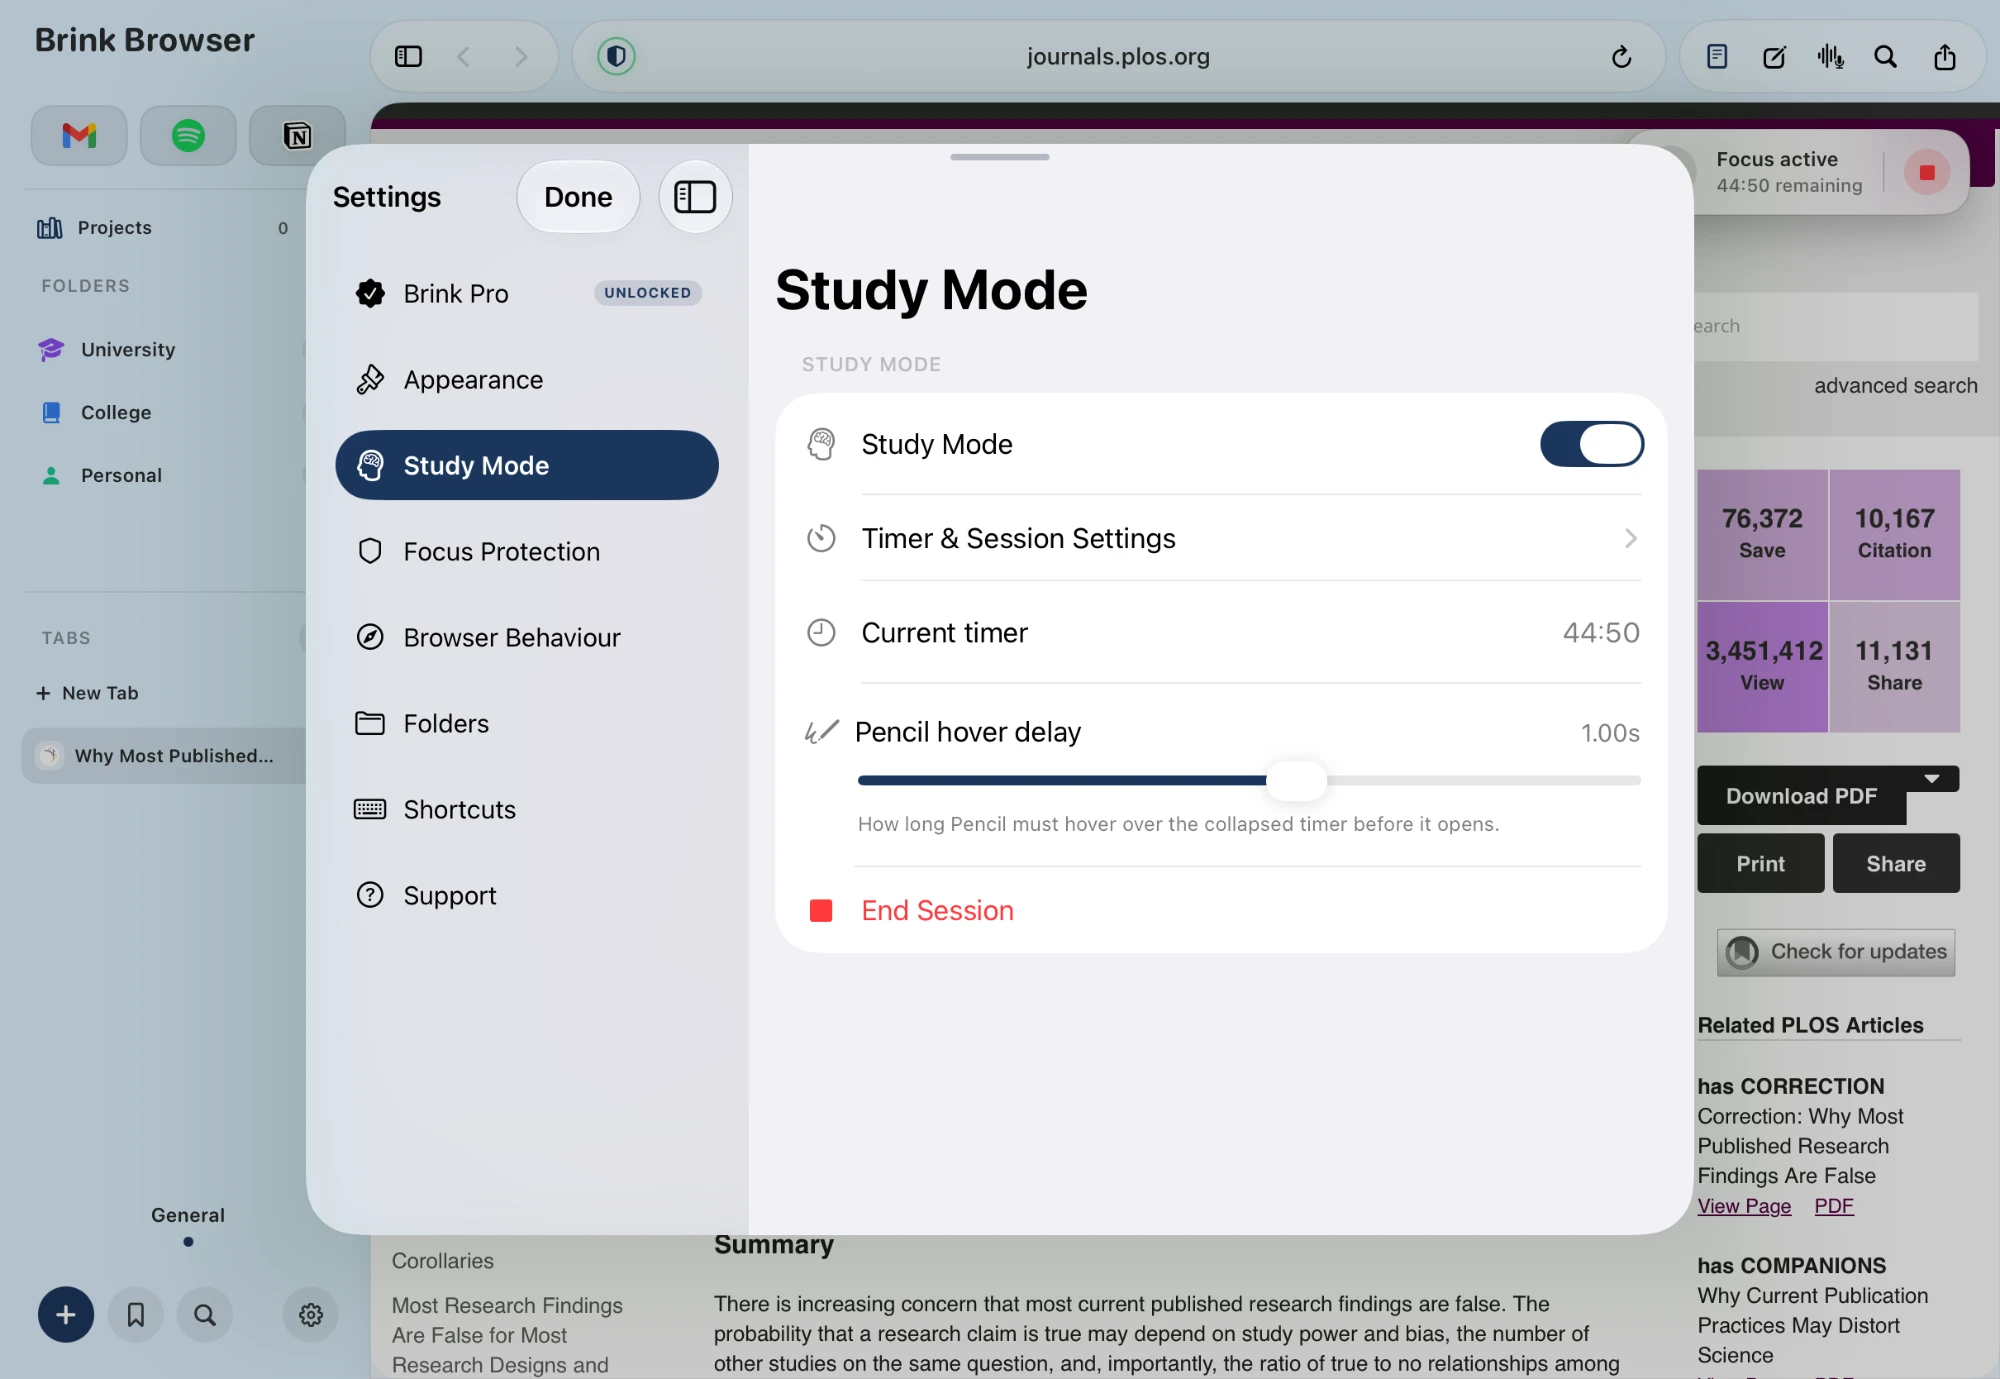 Brink Browser
journals.plos.org
Projects 0
FOLDERS
University
College
Personal
TABS
New Tab
Why Most Published...
General
Settings
Done
Brink Pro UNLOCKED
Appearance
Study Mode
Focus Protection
Browser Behaviour
Folders
Shortcuts
Support
Study Mode
STUDY MODE
Study Mode
Timer & Session Settings
Current timer 44:50
Pencil hover delay 1.00s
How long Pencil must hover over the collapsed timer before it opens.
End Session
Focus active
44:50 remaining
earch
advanced search
76,372
Save
10,167
Citation
3,451,412
View
11,131
Share
Download PDF
Print
Share
Check for updates
Related PLOS Articles
has CORRECTION
Correction: Why Most
Published Research
Findings Are False
View Page PDF
has COMPANIONS
Why Current Publication
Practices May Distort
Science
Corollaries
Most Research Findings
Are False for Most
Research Designs and
Summary
There is increasing concern that most current published research findings are false. The
probability that a research claim is true may depend on study power and bias, the number of
other studies on the same question, and, importantly, the ratio of true to no relationships among